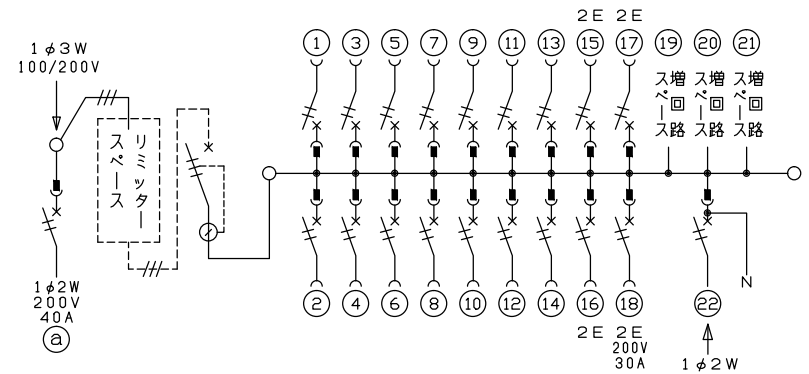 1φ3W
100/200V
リミッター
スペース
1φ2W
200V
40A
a
2E 2E
1 3 5 7 9 11 13 15 17 19 20 21
増回路
スペース
増回路
スペース
増回路
スペース
N
2 4 6 8 10 12 14 16 18 22
2E 2E
200V
30A
1φ2W